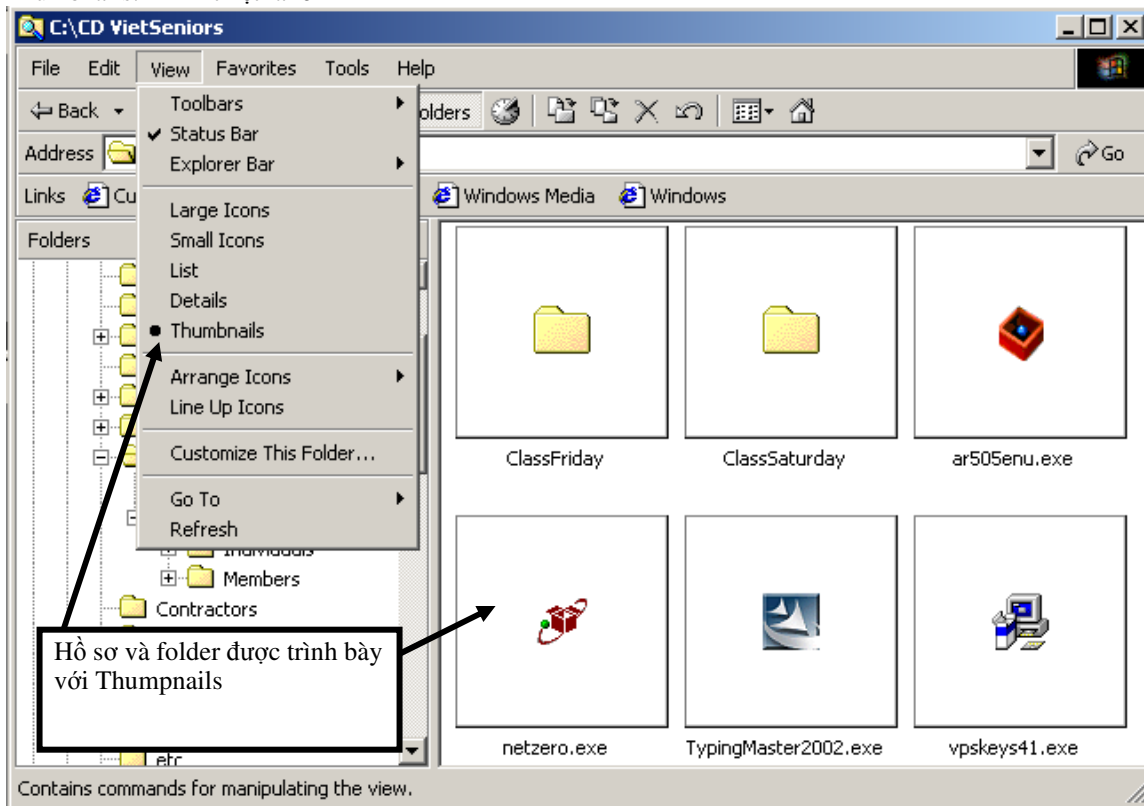 C:\CD VietSeniors
File Edit View Favorites Tools Help
Back olders
Address Go
Links Cu Windows Media Windows
Toolbars
Status Bar
Explorer Bar
Large Icons
Small Icons
List
Details
Thumbnails
Arrange Icons
Line Up Icons
Customize This Folder...
Go To
Refresh
Folders
Individuals
Members
Contractors
etc
Hồ sơ và folder được trình bày
với Thumpnails
ClassFriday ClassSaturday ar505enu.exe
netzero.exe TypingMaster2002.exe vpskeys41.exe
Contains commands for manipulating the view.